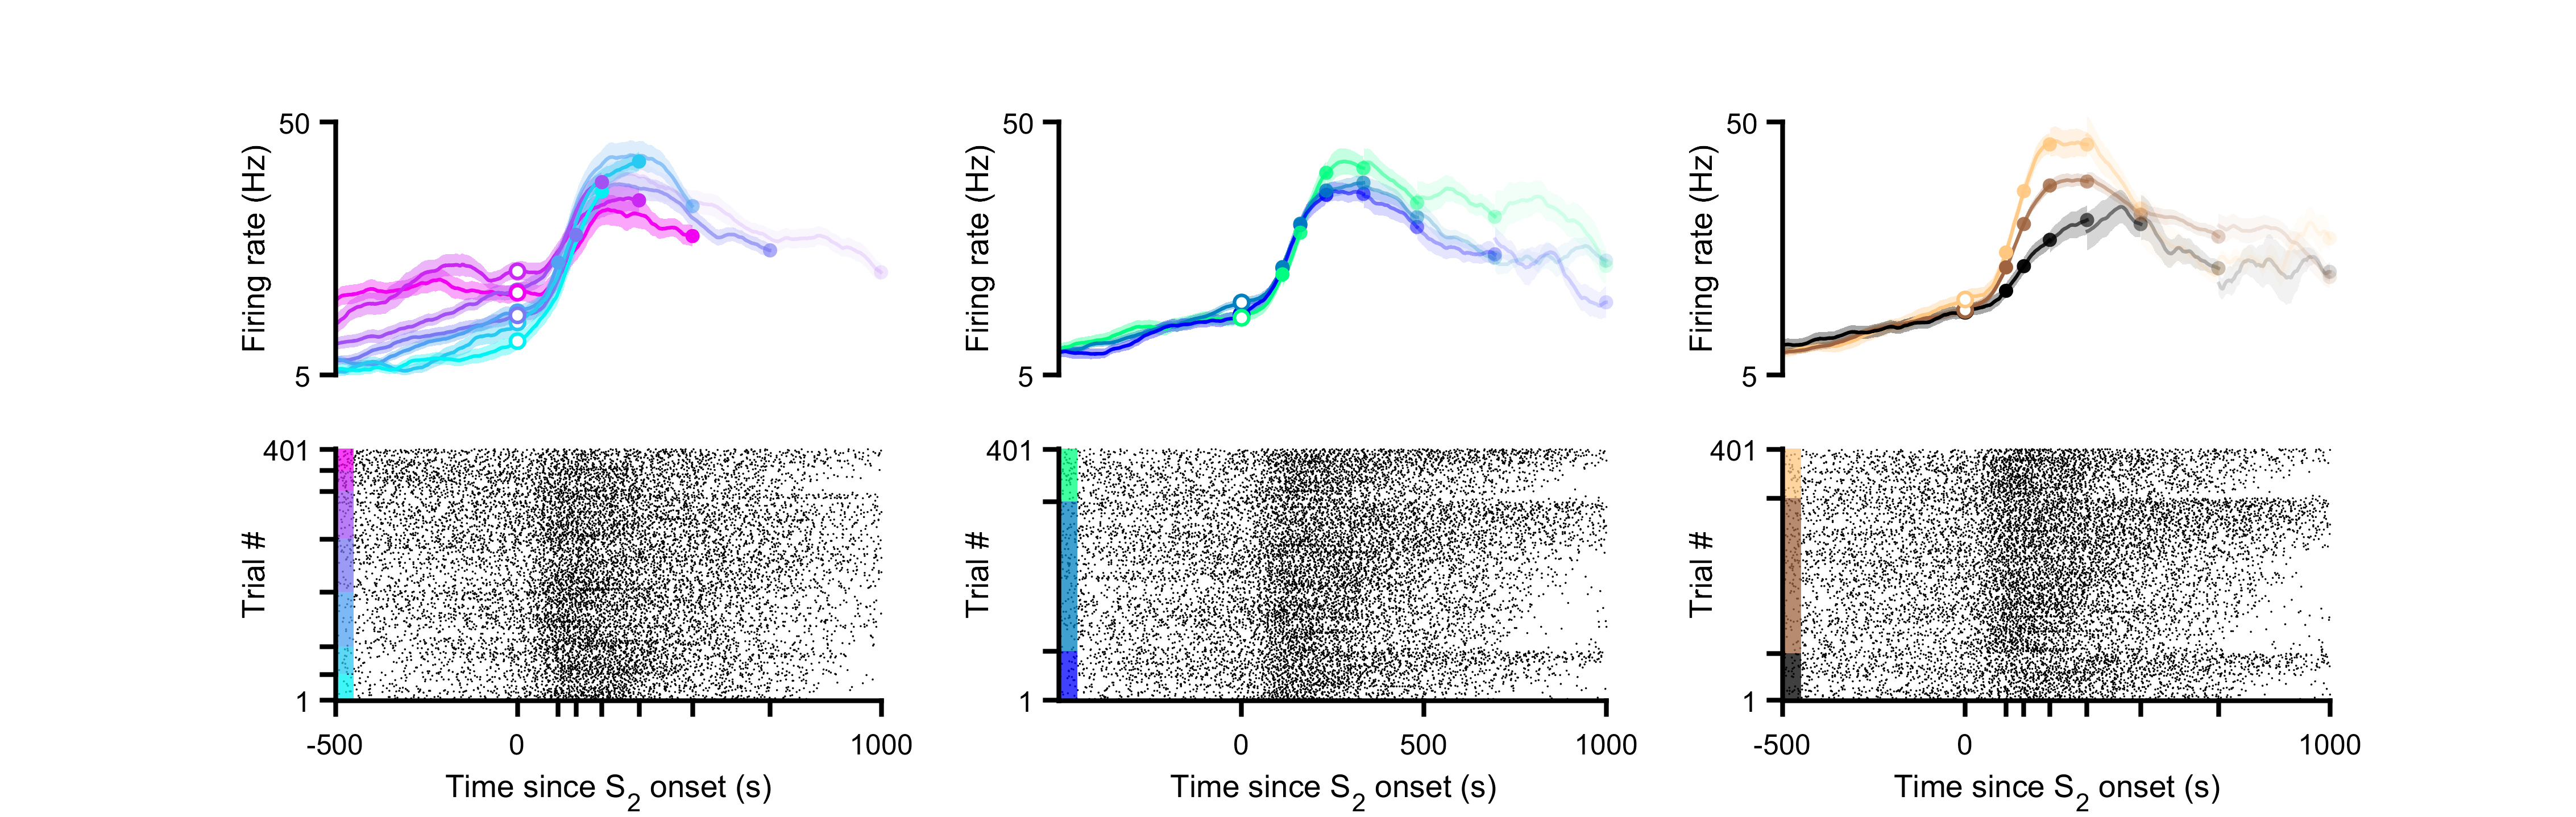 50
Firing rate (Hz)
5
50
Firing rate (Hz)
5
50
Firing rate (Hz)
5
401
Trial #
1
-500 0 1000
Time since S2 onset (s)
401
Trial #
1
0 500 1000
Time since S2 onset (s)
401
Trial #
1
-500 0 1000
Time since S2 onset (s)